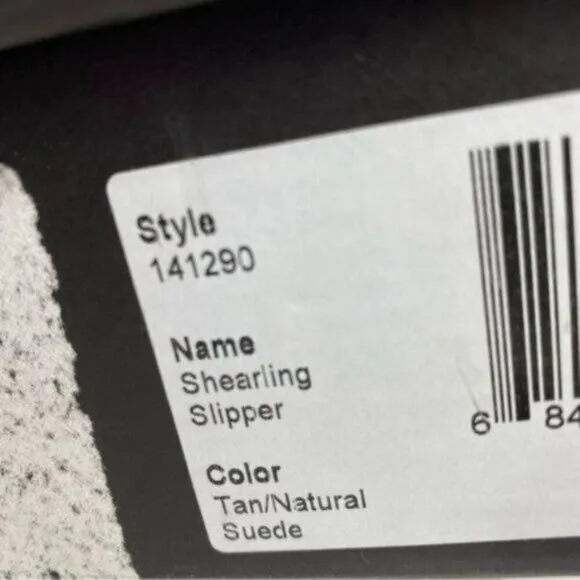 Style
141290
Name
Shearling
Slipper
Color
Tan/Natural
Suede
6 84